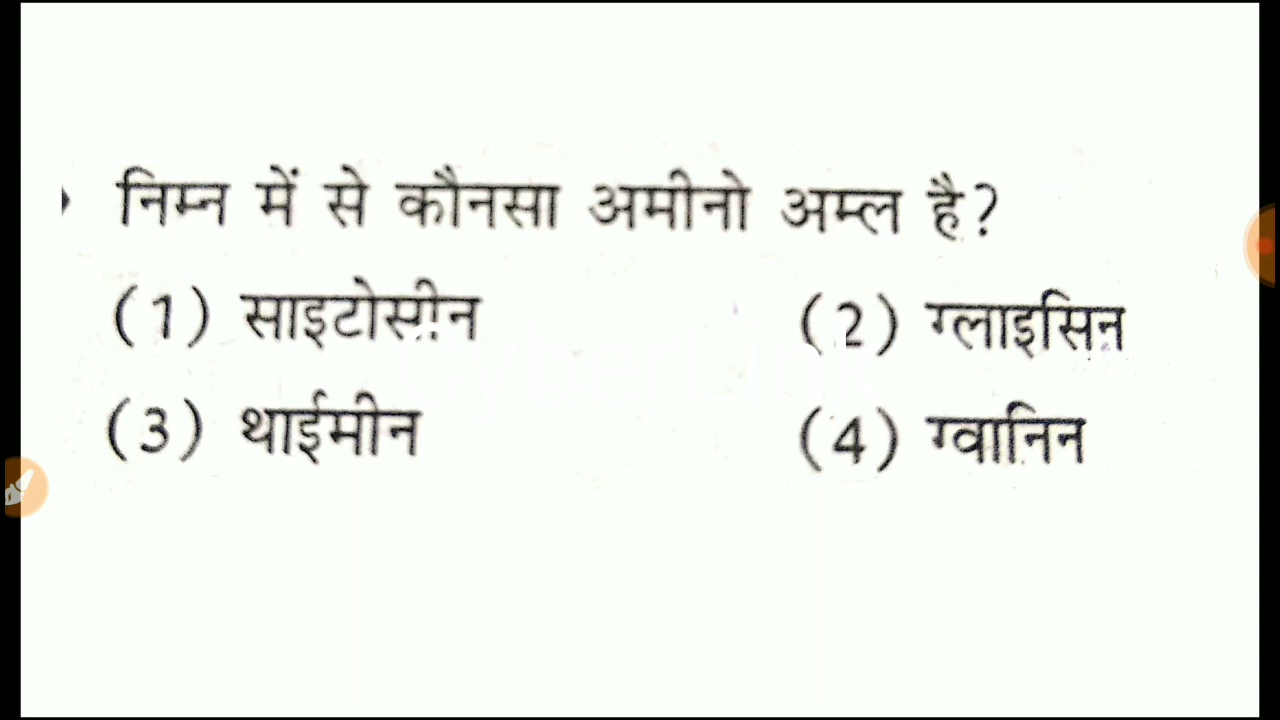 निम्न में से कौनसा अमीनो अम्ल है?
(1) साइटोसीन (2) ग्लाइसिन
(3) थाईमीन (4) ग्वानिन